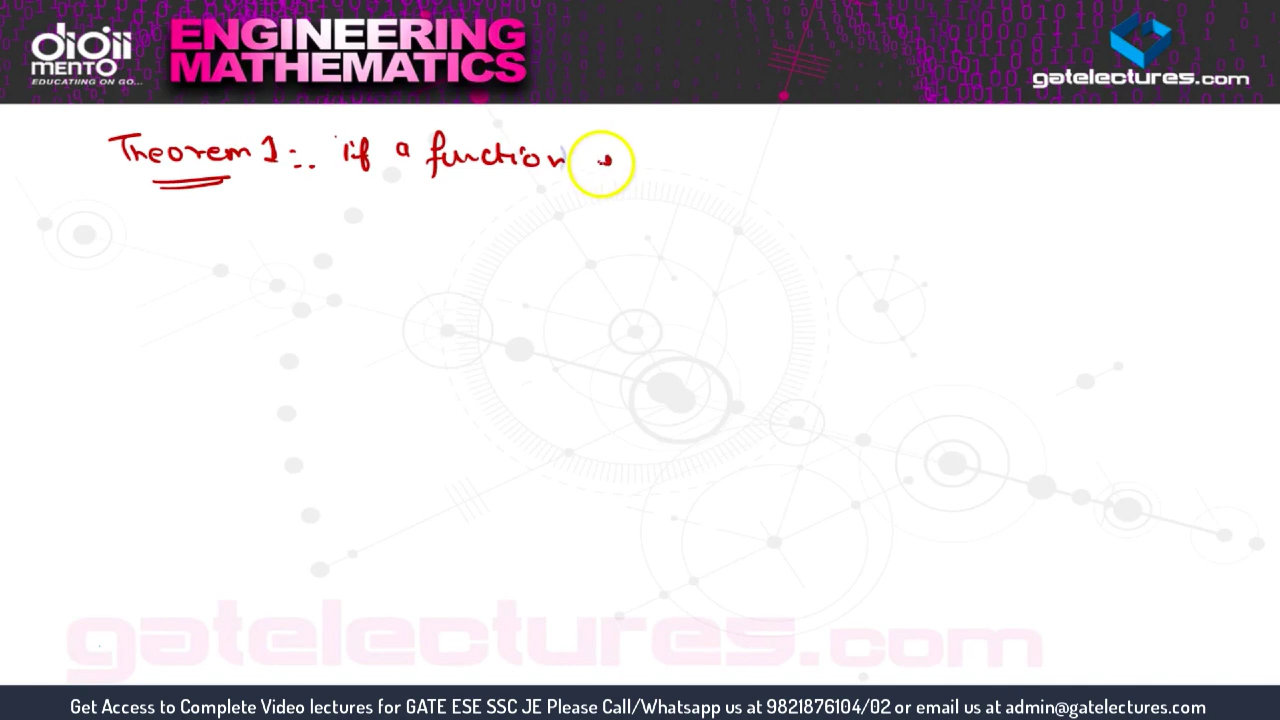 digii
MENTO
EDUCATIION ON GO...
ENGINEERING
MATHEMATICS
gatelectures.com
Theorem 1:- if a function
gatelectures.com
Get Access to Complete Video lectures for GATE ESE SSC JE Please Call/Whatsapp us at 9821876104/02 or email us at admin@gatelectures.com